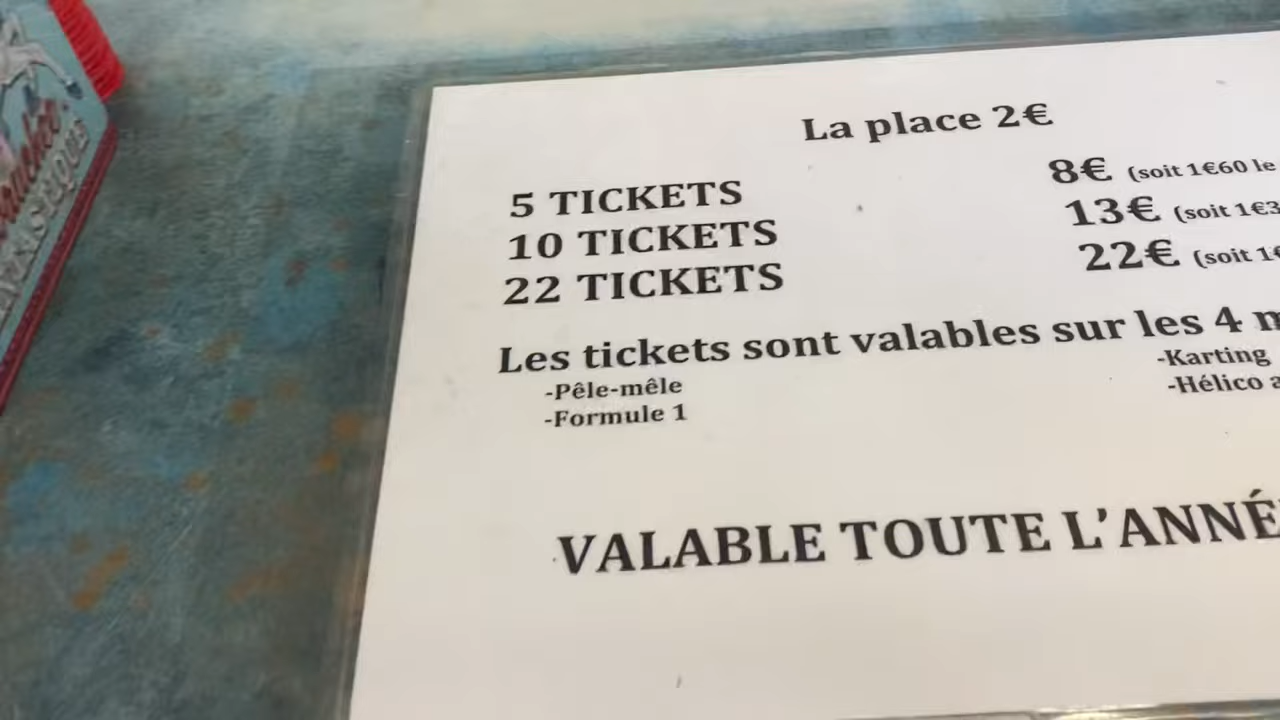 La place 2€
5 TICKETS 8€ (soit 1€60 le
10 TICKETS 13€ (soit 1€3
22 TICKETS 22€ (soit 1€
Les tickets sont valables sur les 4
-Pêle-mêle -Karting
-Formule 1 -Hélico a
VALABLE TOUTE L'ANNÉ